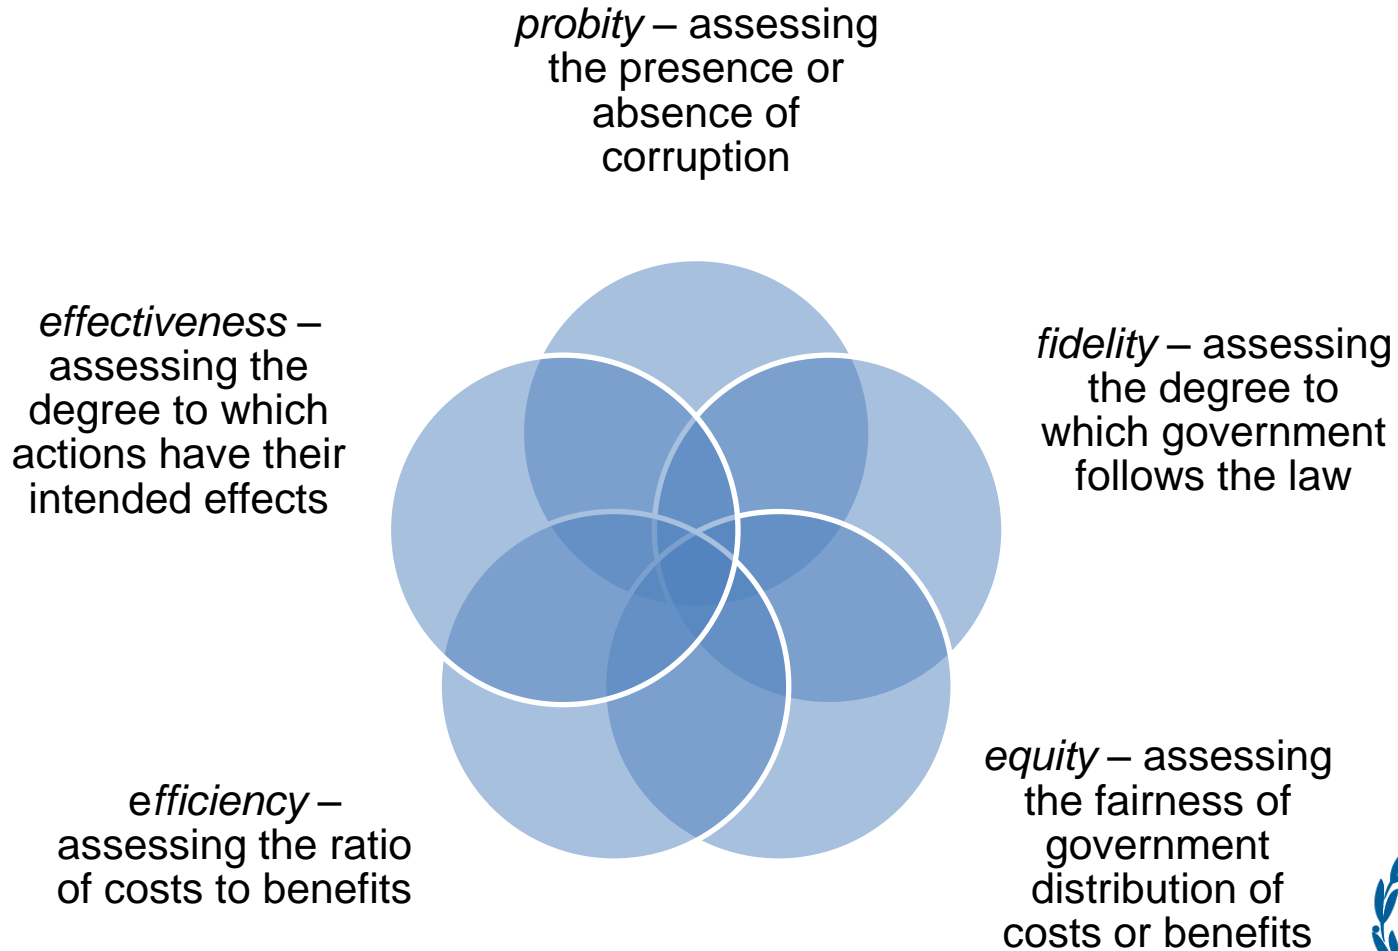 probity – assessing
the presence or
absence of
corruption
fidelity – assessing
the degree to
which government
follows the law
equity – assessing
the fairness of
government
distribution of
costs or benefits
efficiency –
assessing the ratio
of costs to benefits
effectiveness –
assessing the
degree to which
actions have their
intended effects